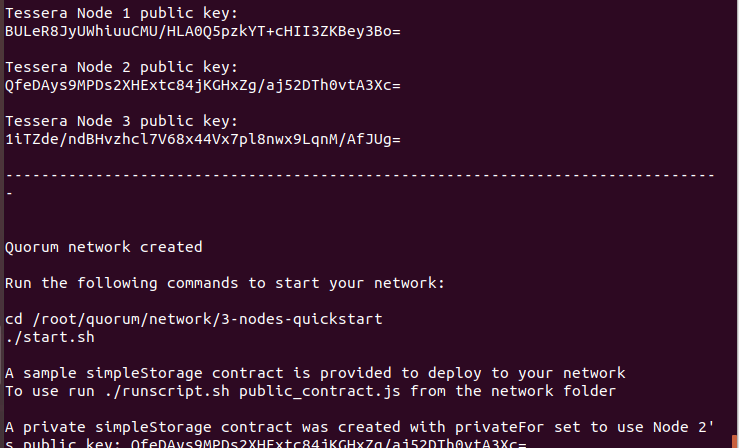 Tessera Node 1 public key:
BULeR8JyUWhiuuCMU/HLA0Q5pzkYT+cHII3ZKBey3Bo=
Tessera Node 2 public key:
QfeDAys9MPDs2XHExtc84jKGHxZg/aj52DTh0vtA3Xc=
Tessera Node 3 public key:
1iTZde/ndBHvzhcl7V68x44Vx7pl8nwx9LqnM/AfJUg=
--------------------------------------------------------------------------------
-
Quorum network created
Run the following commands to start your network:
cd /root/quorum/network/3-nodes-quickstart
./start.sh
A sample simpleStorage contract is provided to deploy to your network
To use run ./runscript.sh public_contract.js from the network folder
A private simpleStorage contract was created with privateFor set to use Node 2'
s public key: QfeDAys9MPDs2XHExtc84jKGHxZg/aj52DTh0vtA3Xc=